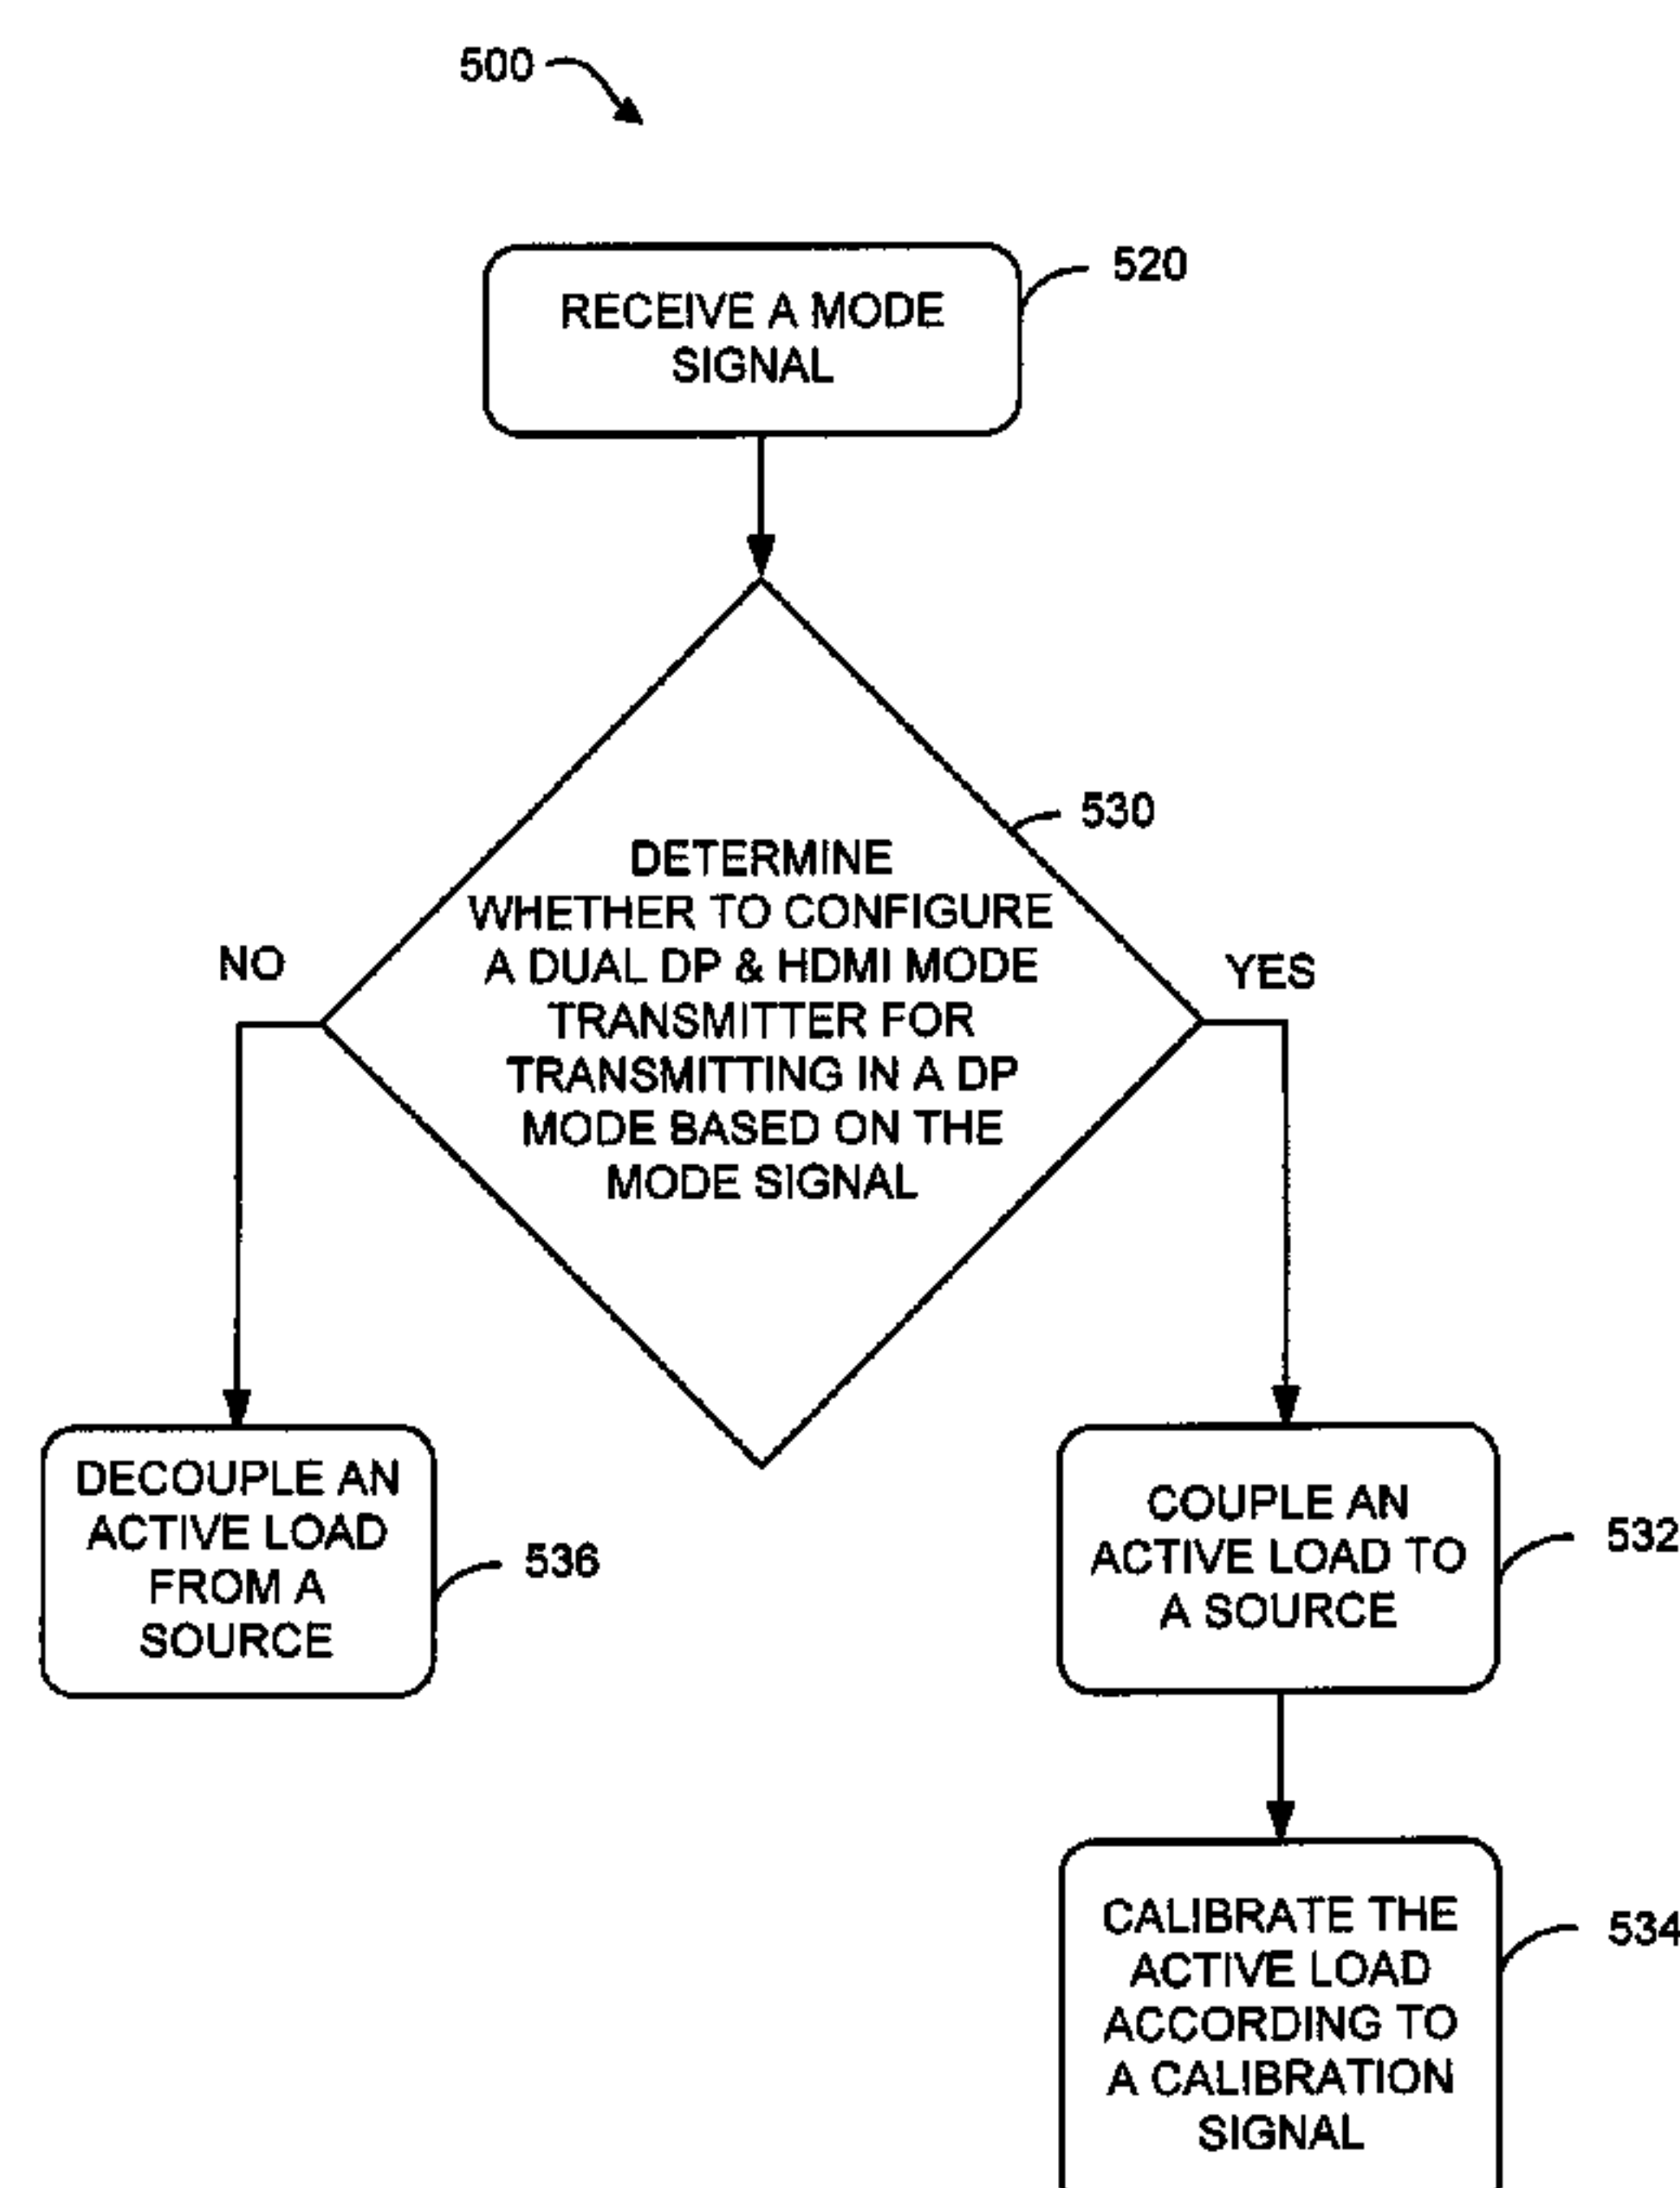 500
520
RECEIVE A MODE
SIGNAL
530
DETERMINE
WHETHER TO CONFIGURE
A DUAL DP & HDMI MODE
TRANSMITTER FOR
TRANSMITTING IN A DP
MODE BASED ON THE
MODE SIGNAL
NO
YES
DECOUPLE AN
ACTIVE LOAD
FROM A
SOURCE
536
COUPLE AN
ACTIVE LOAD TO
A SOURCE
532
CALIBRATE THE
ACTIVE LOAD
ACCORDING TO
A CALIBRATION
SIGNAL
534